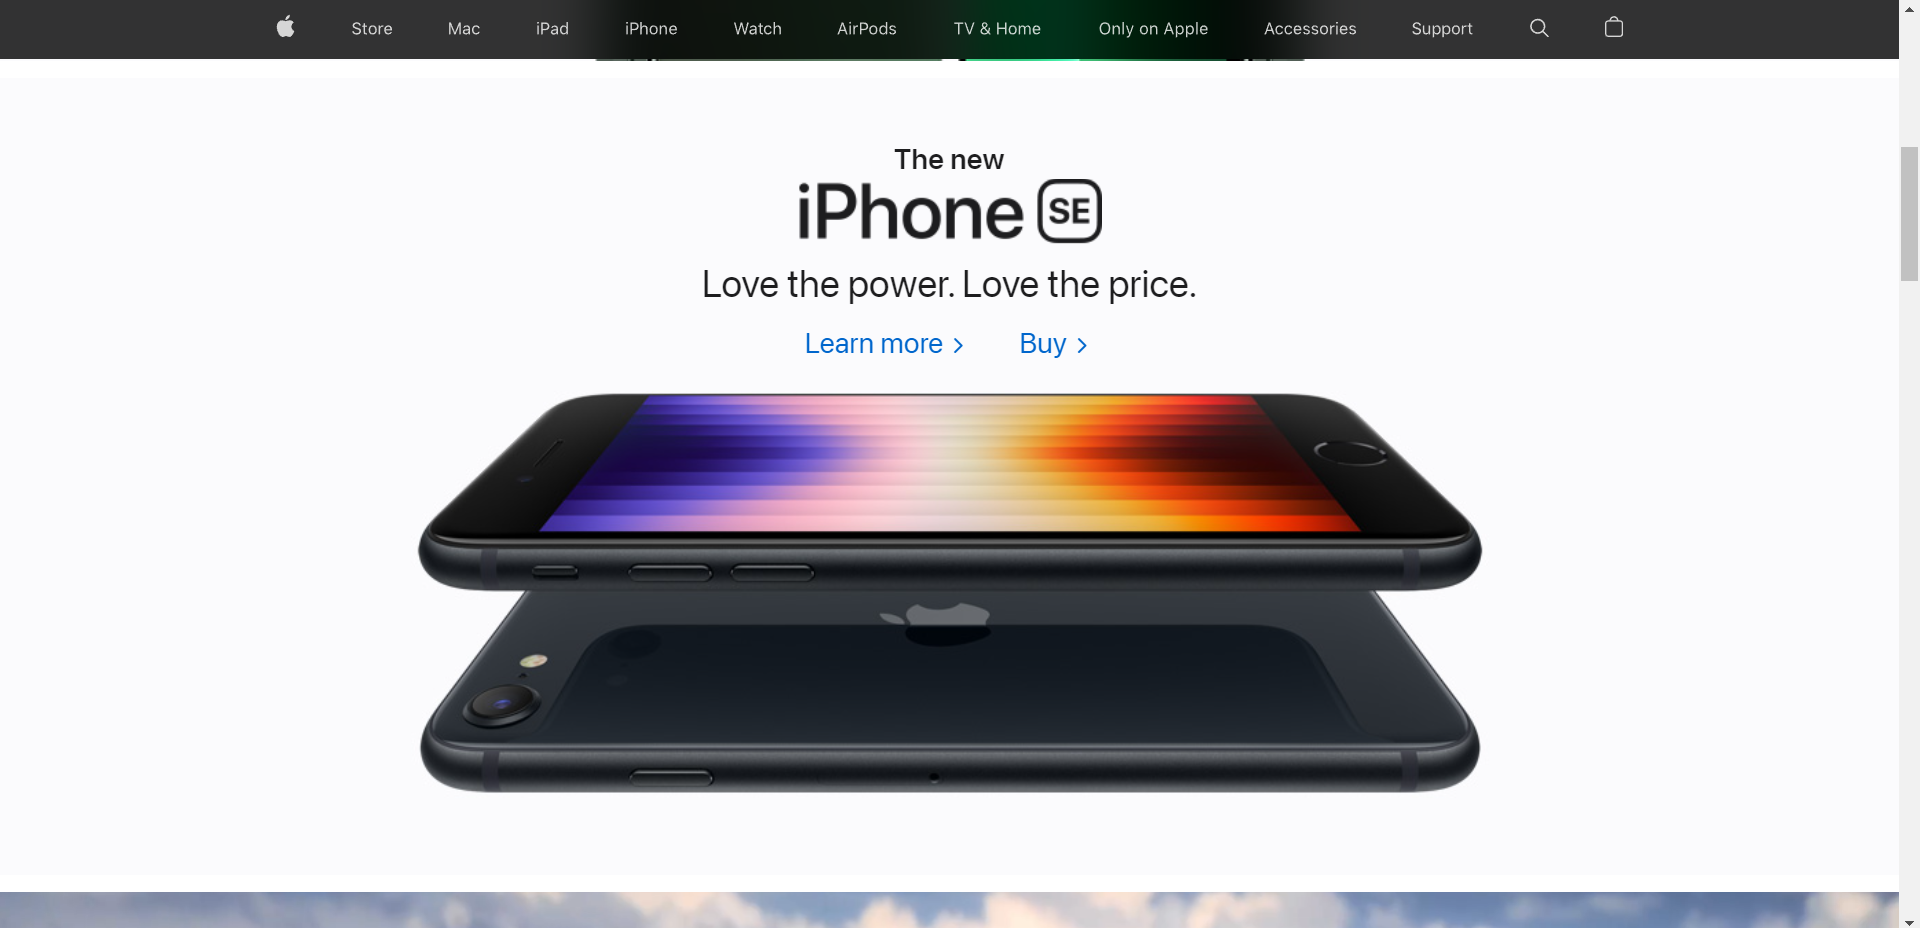 Store Mac iPad iPhone Watch AirPods TV & Home Only on Apple Accessories Support
The new
iPhone SE
Love the power. Love the price.
Learn more > Buy >